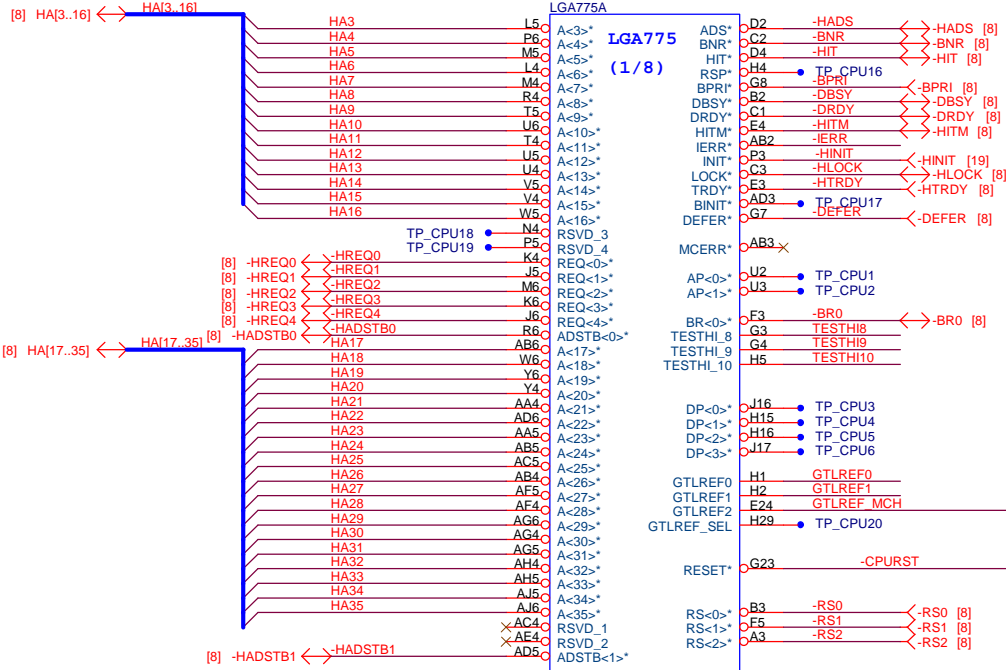 LGA775A
LGA775
(1/8)
[8] HA[3..16] HA[3..16]
HA3 L5 A<3>*
HA4 P6 A<4>*
HA5 M5 A<5>*
HA6 L4 A<6>*
HA7 M4 A<7>*
HA8 R4 A<8>*
HA9 T5 A<9>*
HA10 U6 A<10>*
HA11 T4 A<11>*
HA12 U5 A<12>*
HA13 U4 A<13>*
HA14 V5 A<14>*
HA15 V4 A<15>*
HA16 W5 A<16>*
TP_CPU18 N4 RSVD_3
TP_CPU19 P5 RSVD_4
[8] -HREQ0 -HREQ0 K4 REQ<0>*
[8] -HREQ1 -HREQ1 J5 REQ<1>*
[8] -HREQ2 -HREQ2 M6 REQ<2>*
[8] -HREQ3 -HREQ3 K6 REQ<3>*
[8] -HREQ4 -HREQ4 J6 REQ<4>*
[8] -HADSTB0 -HADSTB0 R6 ADSTB<0>*
[8] HA[17..35] HA[17..35]
HA17 AB6 A<17>*
HA18 W6 A<18>*
HA19 Y6 A<19>*
HA20 Y4 A<20>*
HA21 AA4 A<21>*
HA22 AD6 A<22>*
HA23 AA5 A<23>*
HA24 AB5 A<24>*
HA25 AC5 A<25>*
HA26 AB4 A<26>*
HA27 AF5 A<27>*
HA28 AF4 A<28>*
HA29 AG6 A<29>*
HA30 AG4 A<30>*
HA31 AG5 A<31>*
HA32 AH4 A<32>*
HA33 AH5 A<33>*
HA34 AJ5 A<34>*
HA35 AJ6 A<35>*
AC4 RSVD_1
AE4 RSVD_2
[8] -HADSTB1 -HADSTB1 AD5 ADSTB<1>*
ADS* D2 -HADS -HADS [8]
BNR* C2 -BNR -BNR [8]
HIT* D4 -HIT -HIT [8]
RSP* H4 TP_CPU16
BPRI* G8 -BPRI -BPRI [8]
DBSY* B2 -DBSY -DBSY [8]
DRDY* C1 -DRDY -DRDY [8]
HITM* E4 -HITM -HITM [8]
IERR* AB2 -IERR
INIT* P3 -HINIT -HINIT [19]
LOCK* C3 -HLOCK -HLOCK [8]
TRDY* E3 -HTRDY -HTRDY [8]
BINIT* AD3 TP_CPU17
DEFER* G7 -DEFER -DEFER [8]
MCERR* AB3
AP<0>* U2 TP_CPU1
AP<1>* U3 TP_CPU2
BR<0>* F3 -BR0 -BR0 [8]
TESTHI_8 G3 TESTHI8
TESTHI_9 G4 TESTHI9
TESTHI_10 H5 TESTHI10
DP<0>* J16 TP_CPU3
DP<1>* H15 TP_CPU4
DP<2>* H16 TP_CPU5
DP<3>* J17 TP_CPU6
GTLREF0 H1 GTLREF0
GTLREF1 H2 GTLREF1
GTLREF2 E24 GTLREF_MCH
GTLREF_SEL H29 TP_CPU20
RESET* G23 -CPURST
RS<0>* B3 -RS0 -RS0 [8]
RS<1>* F5 -RS1 -RS1 [8]
RS<2>* A3 -RS2 -RS2 [8]